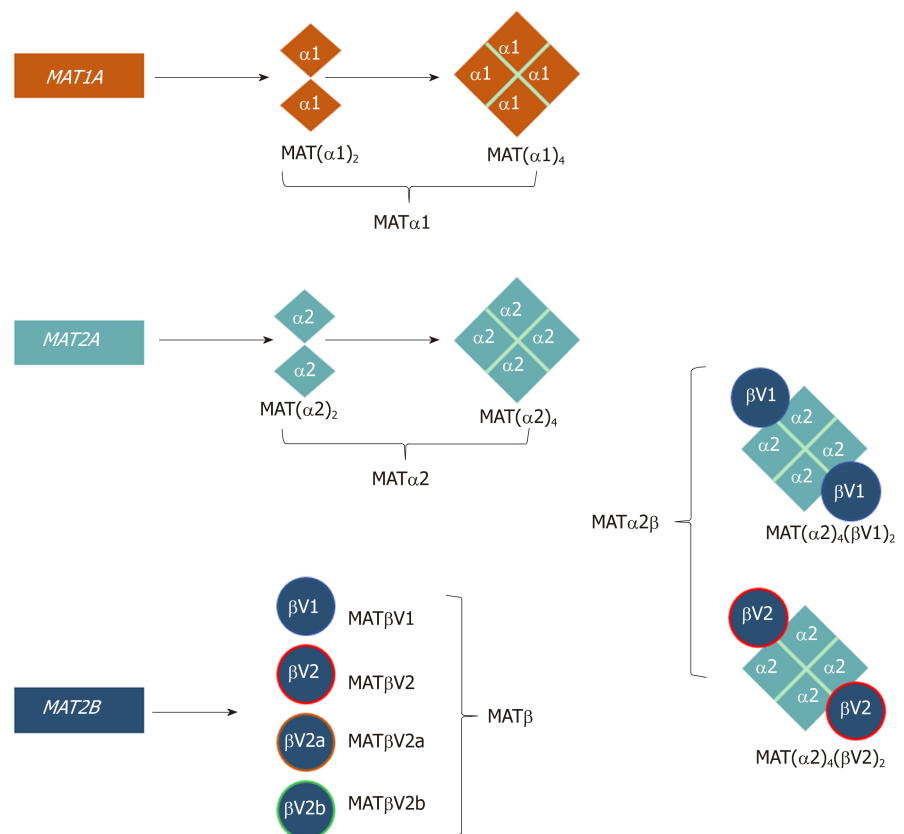 MAT1A
α1
α1
α1
α1
α1
α1
MAT(α1)₂
MAT(α1)₄
MATα1
MAT2A
α2
α2
α2
α2
α2
α2
MAT(α2)₂
MAT(α2)₄
MATα2
βV1
α2
α2
α2
α2
βV1
MAT(α2)₄(βV1)₂
MATα2β
βV2
α2
α2
α2
α2
βV2
MAT(α2)₄(βV2)₂
MAT2B
βV1
MATβV1
βV2
MATβV2
βV2a
MATβV2a
βV2b
MATβV2b
MATβ